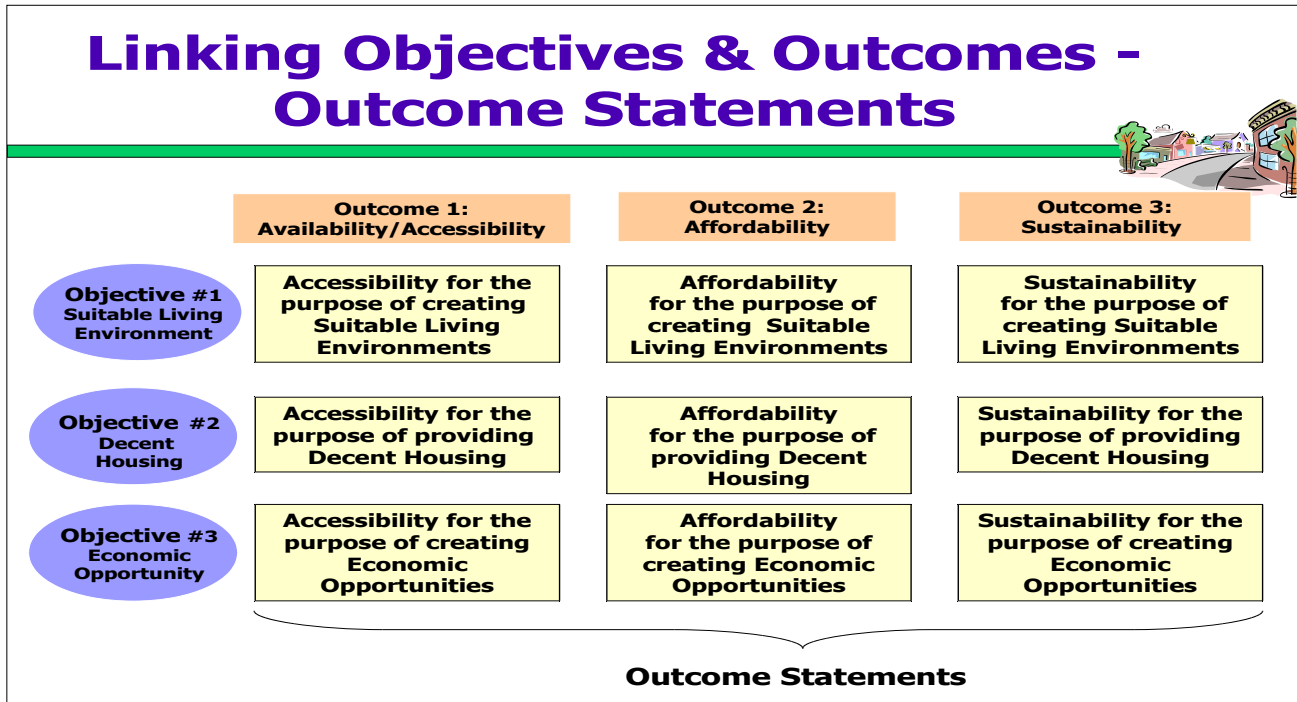 Linking Objectives & Outcomes -
Outcome Statements
Outcome 1:
Availability/Accessibility
Outcome 2:
Affordability
Outcome 3:
Sustainability
Objective #1
Suitable Living
Environment
Accessibility for the
purpose of creating
Suitable Living
Environments
Affordability
for the purpose of
creating Suitable
Living Environments
Sustainability
for the purpose of
creating Suitable
Living Environments
Objective #2
Decent
Housing
Accessibility for the
purpose of providing
Decent Housing
Affordability
for the purpose of
providing Decent
Housing
Sustainability for the
purpose of providing
Decent Housing
Objective #3
Economic
Opportunity
Accessibility for the
purpose of creating
Economic
Opportunities
Affordability
for the purpose of
creating Economic
Opportunities
Sustainability for the
purpose of creating
Economic
Opportunities
Outcome Statements